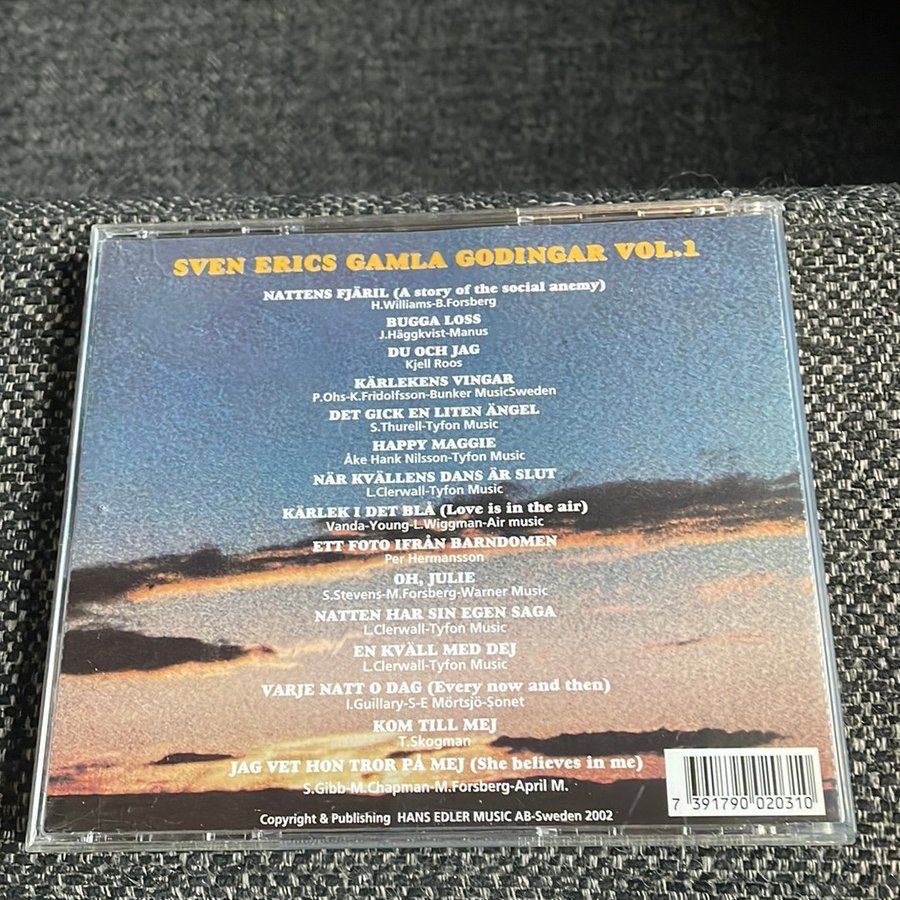 SVEN ERICS GAMLA GODINGAR VOL.1
NATTENS FJÄRIL (A story of the social anemy)
H.Williams-B.Forsberg
BUGGA LOSS
J.Häggkvist-Manus
DU OCH JAG
Kjell Roos
KÄRLEKENS VINGAR
P.Ohs-K.Fridolfsson-Bunker MusicSweden
DET GICK EN LITEN ÄNGEL
S.Thurell-Tyfon Music
HAPPY MAGGIE
Åke Hank Nilsson-Tyfon Music
NÄR KVÄLLENS DANS ÄR SLUT
L.Clerwall-Tyfon Music
KÄRLEK I DET BLÅ (Love is in the air)
Vanda-Young-L.Wiggman-Air music
ETT FOTO IFRÅN BARNDOMEN
Per Hermansson
OH, JULIE
S.Stevens-M.Forsberg-Warner Music
NATTEN HAR SIN EGEN SAGA
L.Clerwall-Tyfon Music
EN KVÄLL MED DEJ
L.Clerwall-Tyfon Music
VARJE NATT O DAG (Every now and then)
I.Guillary-S-E Mörtsjö-Sonet
KOM TILL MEJ
T.Skogman
JAG VET HON TROR PÅ MEJ (She believes in me)
S.Gibb-M.Chapman-M.Forsberg-April M.
Copyright & Publishing HANS EDLER MUSIC AB-Sweden 2002
7 391790 020310